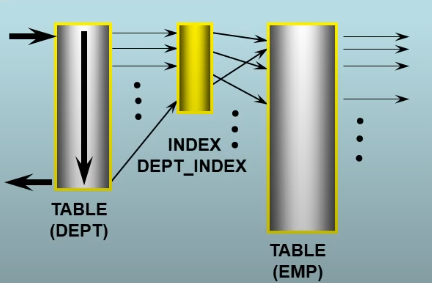 INDEX
DEPT_INDEX
TABLE
(DEPT)
TABLE
(EMP)